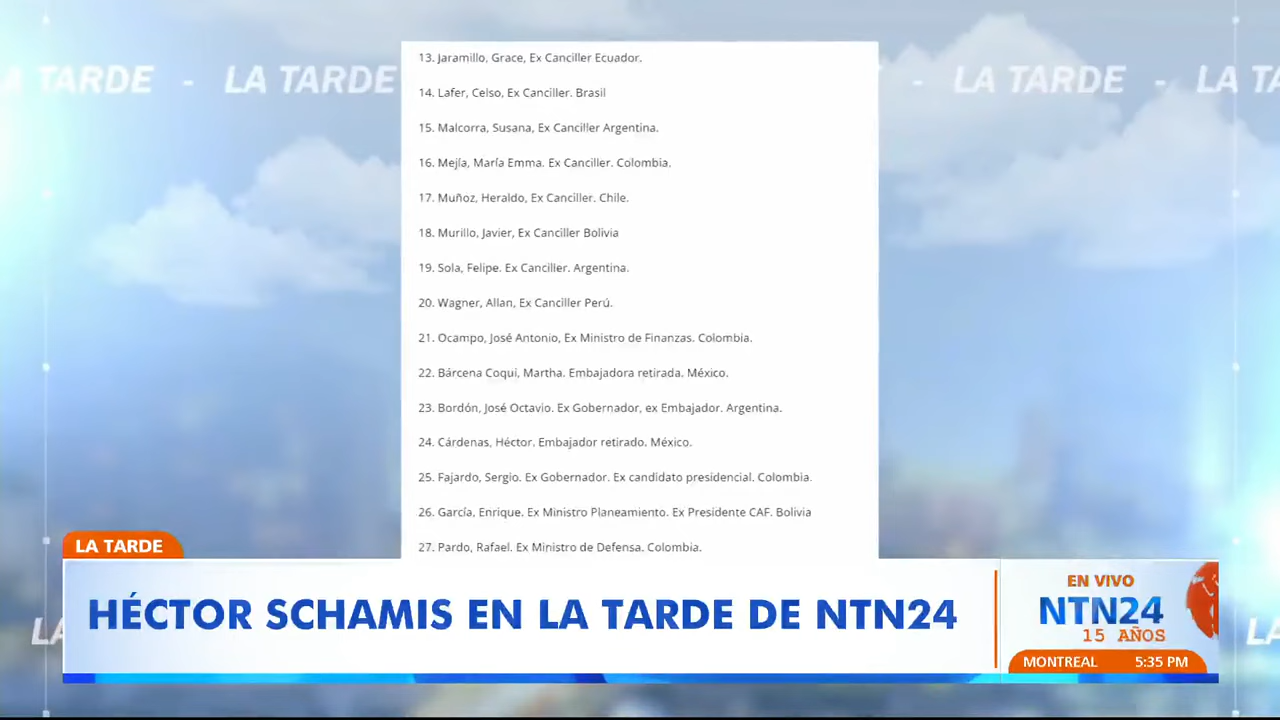 LA TARDE - LA TARDE - LA TARDE - LA TA
13. Jaramillo, Grace, Ex Canciller Ecuador.
14. Lafer, Celso, Ex Canciller. Brasil
15. Malcorra, Susana, Ex Canciller Argentina.
16. Mejía, María Emma. Ex Canciller. Colombia.
17. Muñoz, Heraldo, Ex Canciller. Chile.
18. Murillo, Javier, Ex Canciller Bolivia
19. Sola, Felipe. Ex Canciller. Argentina.
20. Wagner, Allan, Ex Canciller Perú.
21. Ocampo, José Antonio, Ex Ministro de Finanzas. Colombia.
22. Bárcena Coqui, Martha. Embajadora retirada. México.
23. Bordón, José Octavio. Ex Gobernador, ex Embajador. Argentina.
24. Cárdenas, Héctor. Embajador retirado. México.
25. Fajardo, Sergio. Ex Gobernador. Ex candidato presidencial. Colombia.
26. García, Enrique. Ex Ministro Planeamiento. Ex Presidente CAF. Bolivia
27. Pardo, Rafael. Ex Ministro de Defensa. Colombia.
LA TARDE
HÉCTOR SCHAMIS EN LA TARDE DE NTN24
EN VIVO
NTN24
15 AÑOS
MONTREAL 5:35 PM